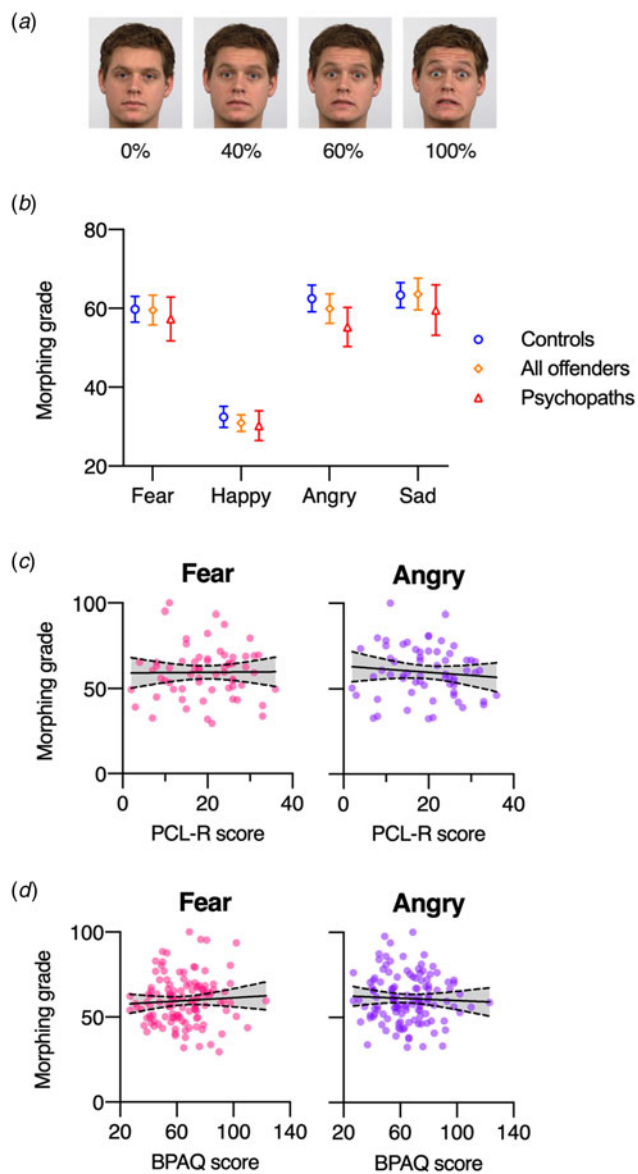 (a)
0% 40% 60% 100%
(b)
80
60
40
20
Morphing grade
Fear Happy Angry Sad
Controls
All offenders
Psychopaths
(c)
Fear Angry
100
50
0
Morphing grade
0 20 40 0 20 40
PCL-R score PCL-R score
(d)
Fear Angry
100
50
0
Morphing grade
20 60 100 140 20 60 100 140
BPAQ score BPAQ score